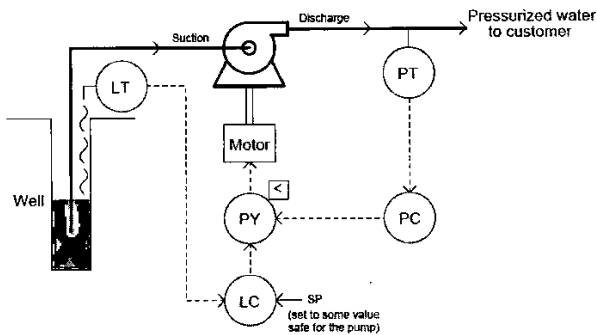 Suction
Discharge
Pressurized water
to customer
LT
PT
Motor
Well
<
PY
PC
LC
SP
(set to some value
safe for the pump)